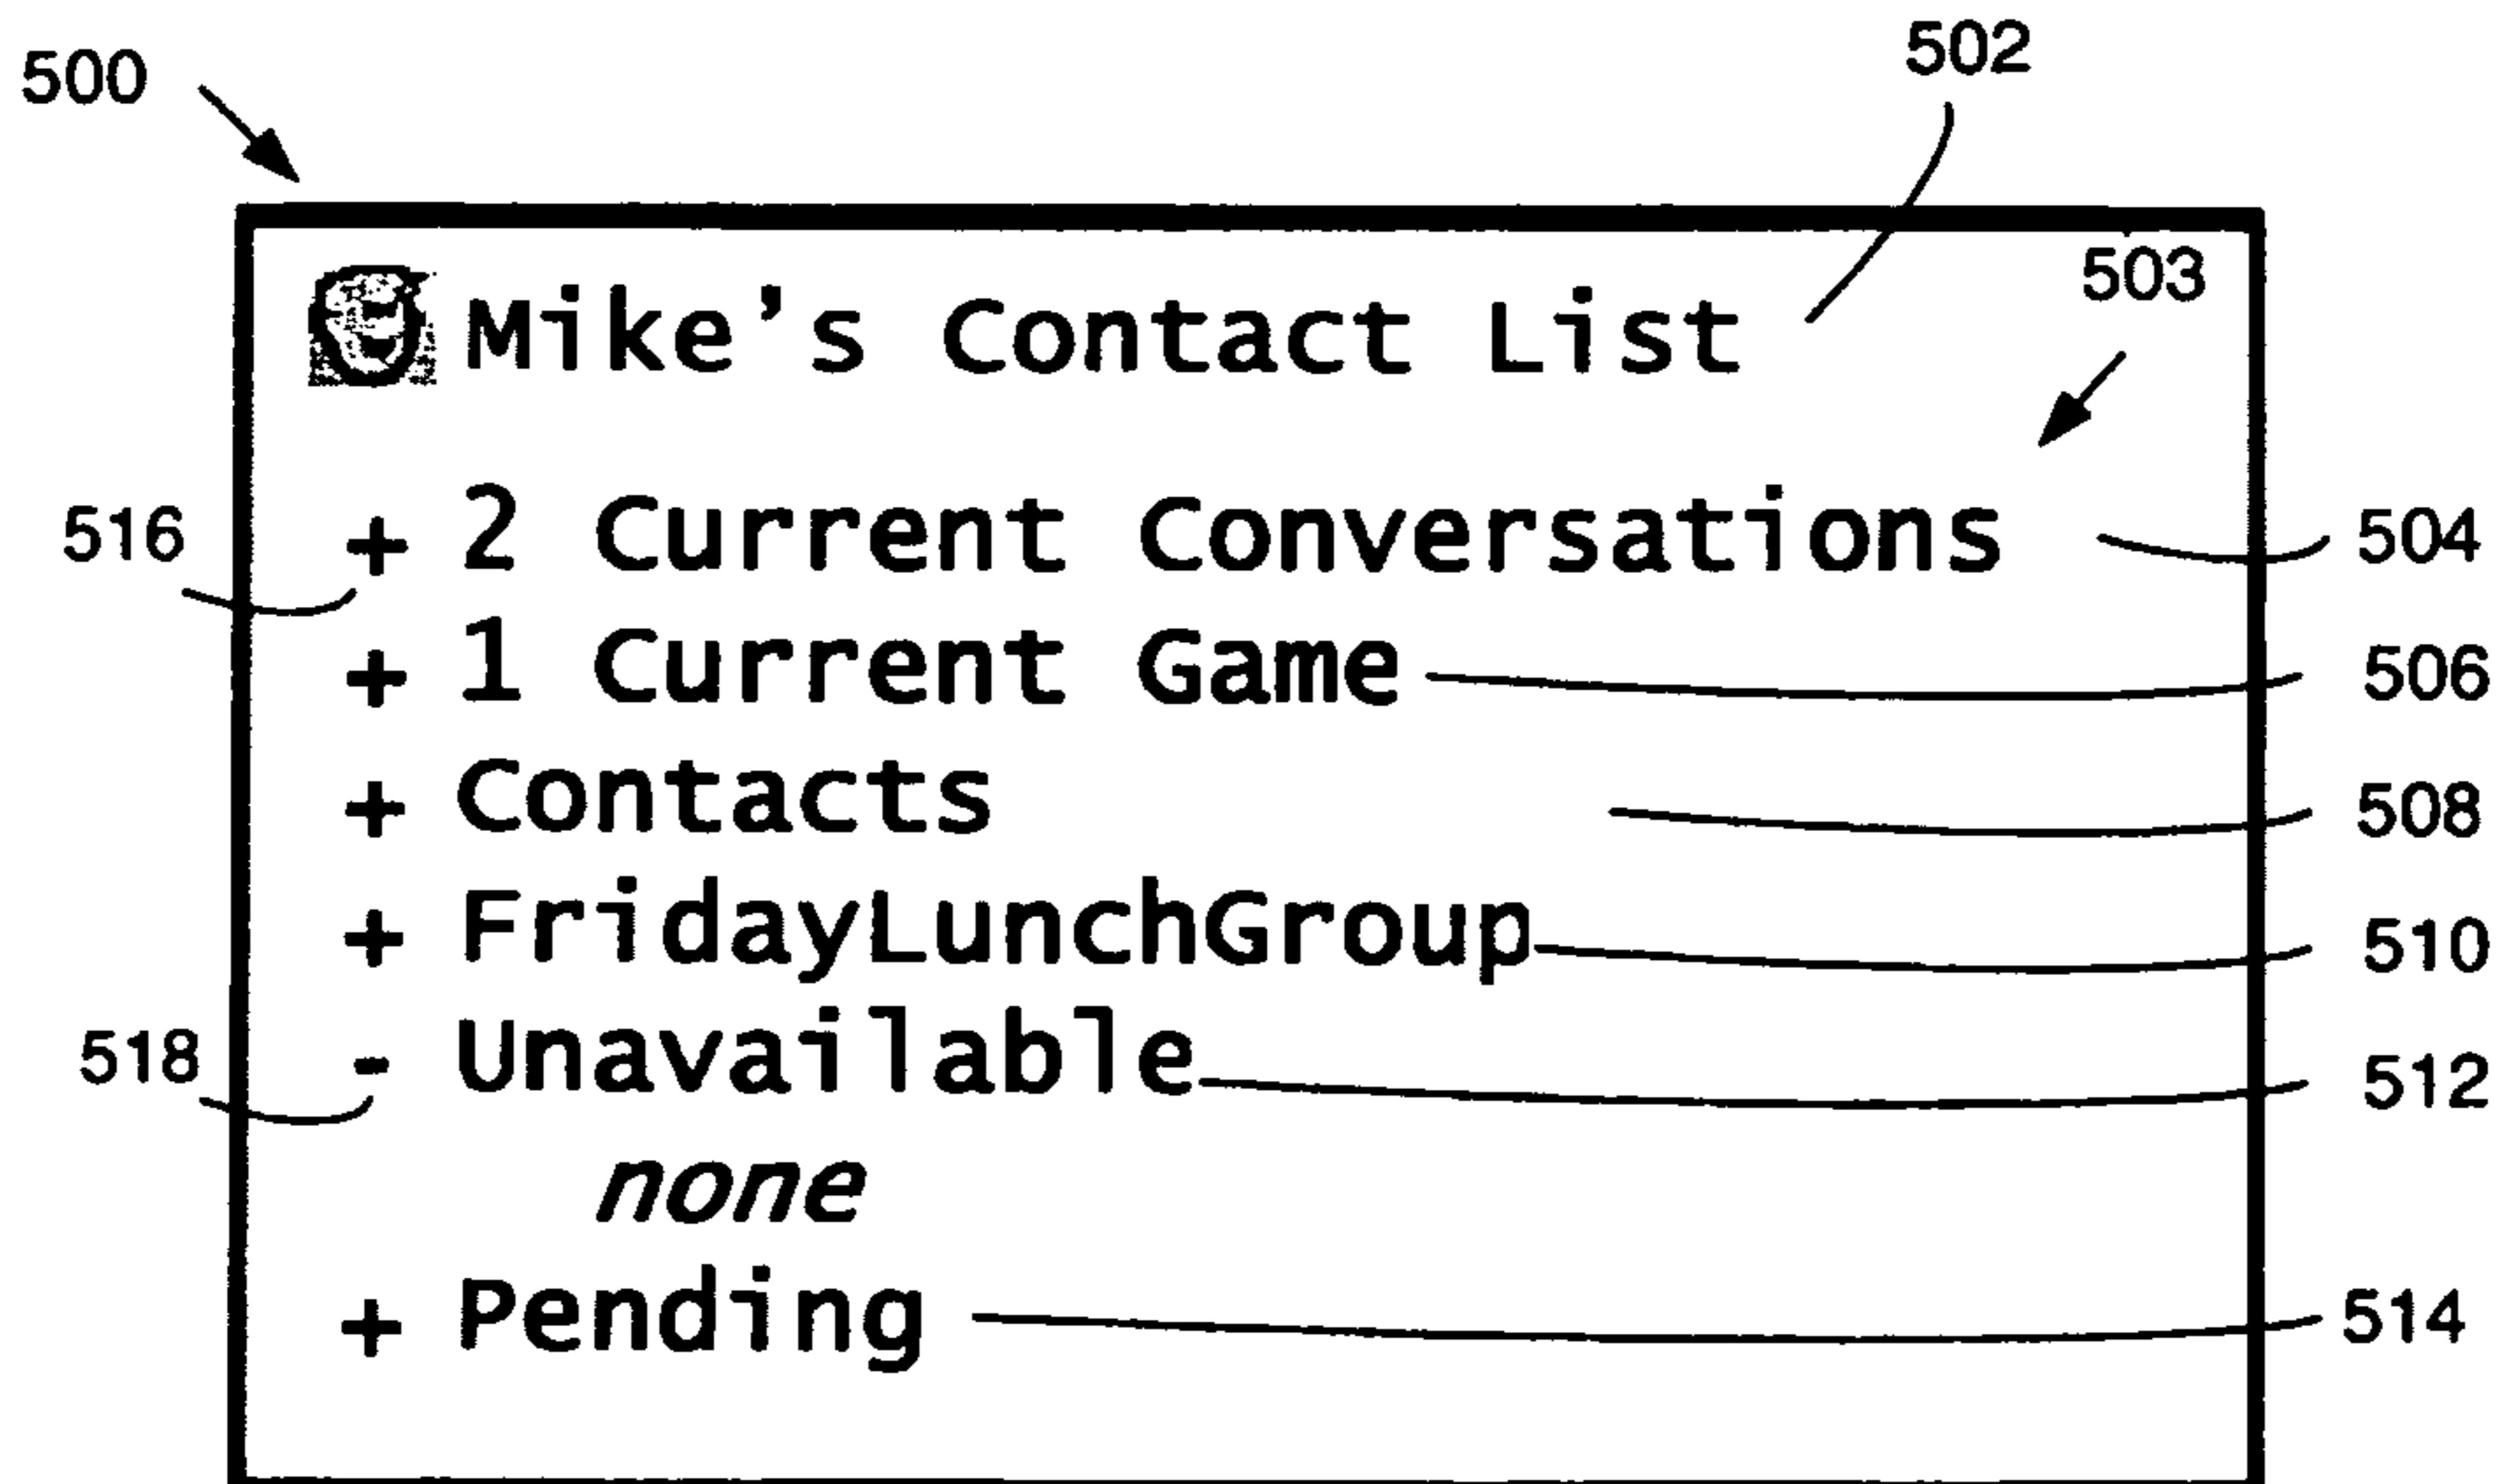 502
500
503
Mike's Contact List
516 + 2 Current Conversations 504
+ 1 Current Game 506
+ Contacts 508
+ FridayLunchGroup 510
518 - Unavailable 512
none
+ Pending 514